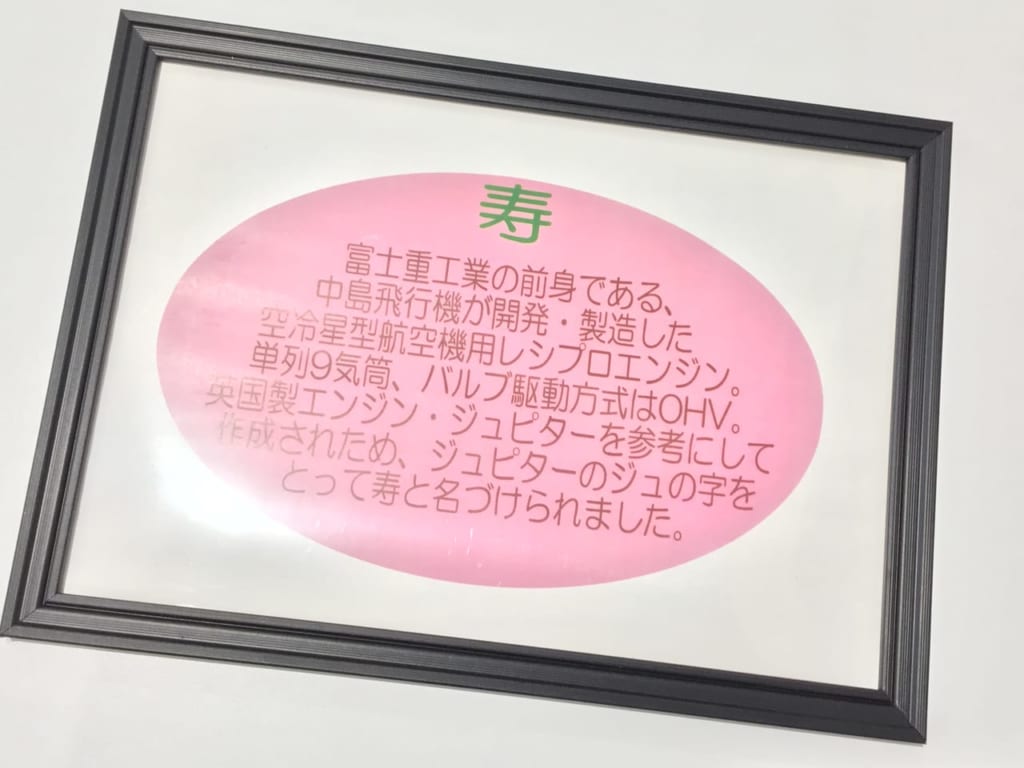 寿
富士重工業の前身である、
中島飛行機が開発・製造した
空冷星型航空機用レシプロエンジン。
単列9気筒、バルブ駆動方式はOHV。
英国製エンジン・ジュピターを参考にして
作成されため、ジュピターのジュの字を
とって寿と名づけられました。